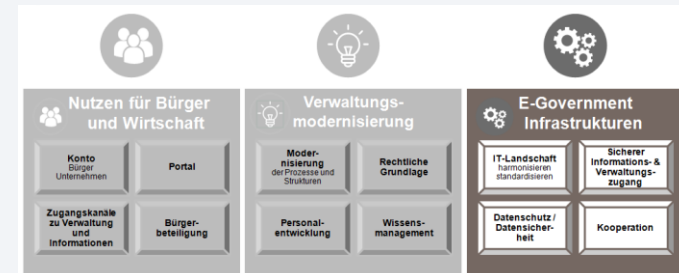 Nutzen für Bürger
und Wirtschaft
Konto
Bürger
Unternehmen
Portal
Zugangskanäle
zu Verwaltung
und
Informationen
Bürger-
beteiligung
Verwaltungs-
modernisierung
Moder-
nisierung
der Prozesse und
Strukturen
Rechtliche
Grundlage
Personal-
entwicklung
Wissens-
management
E-Government
Infrastrukturen
IT-Landschaft
harmonisieren
standardisieren
Sicherer
Informations- &
Verwaltungs-
zugang
Datenschutz /
Datensicher-
heit
Kooperation